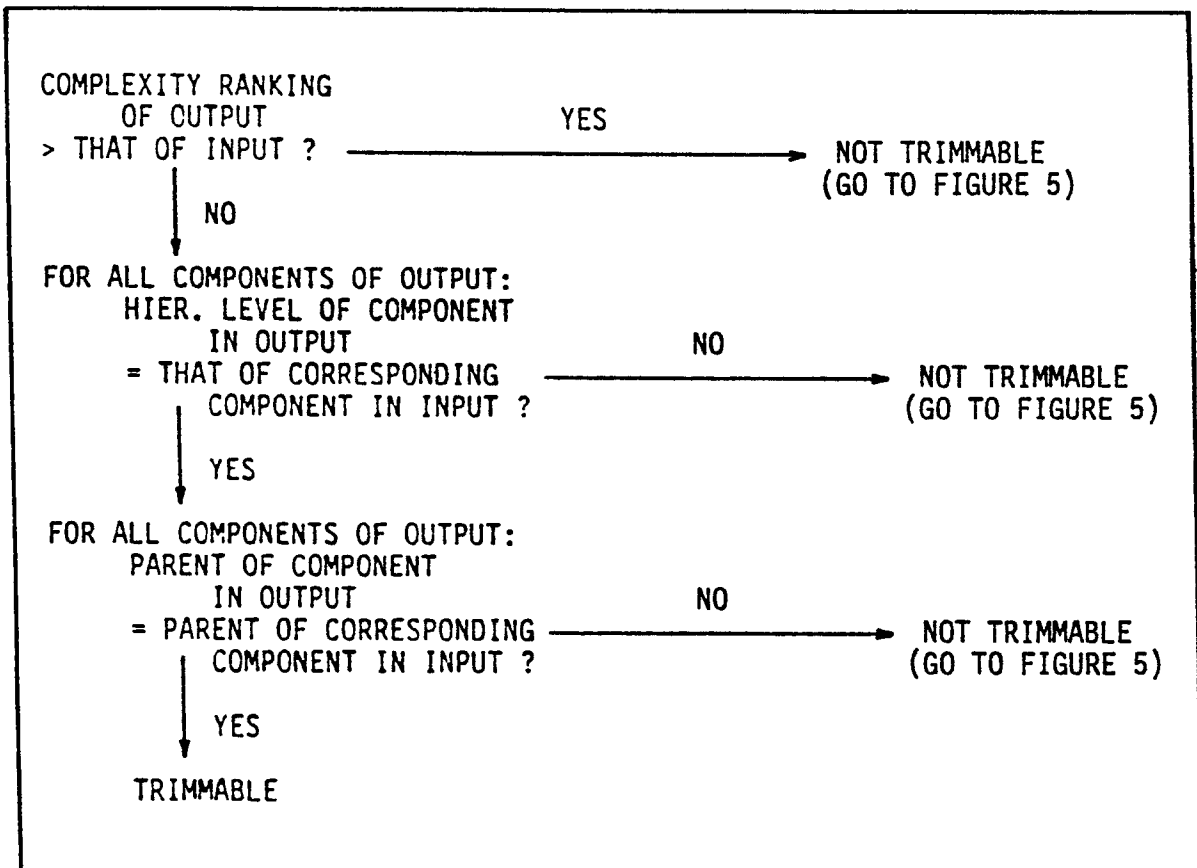 COMPLEXITY RANKING
OF OUTPUT
> THAT OF INPUT ?
YES
NOT TRIMMABLE
(GO TO FIGURE 5)
NO
FOR ALL COMPONENTS OF OUTPUT:
HIER. LEVEL OF COMPONENT
IN OUTPUT
= THAT OF CORRESPONDING
COMPONENT IN INPUT ?
NO
NOT TRIMMABLE
(GO TO FIGURE 5)
YES
FOR ALL COMPONENTS OF OUTPUT:
PARENT OF COMPONENT
IN OUTPUT
= PARENT OF CORRESPONDING
COMPONENT IN INPUT ?
NO
NOT TRIMMABLE
(GO TO FIGURE 5)
YES
TRIMMABLE